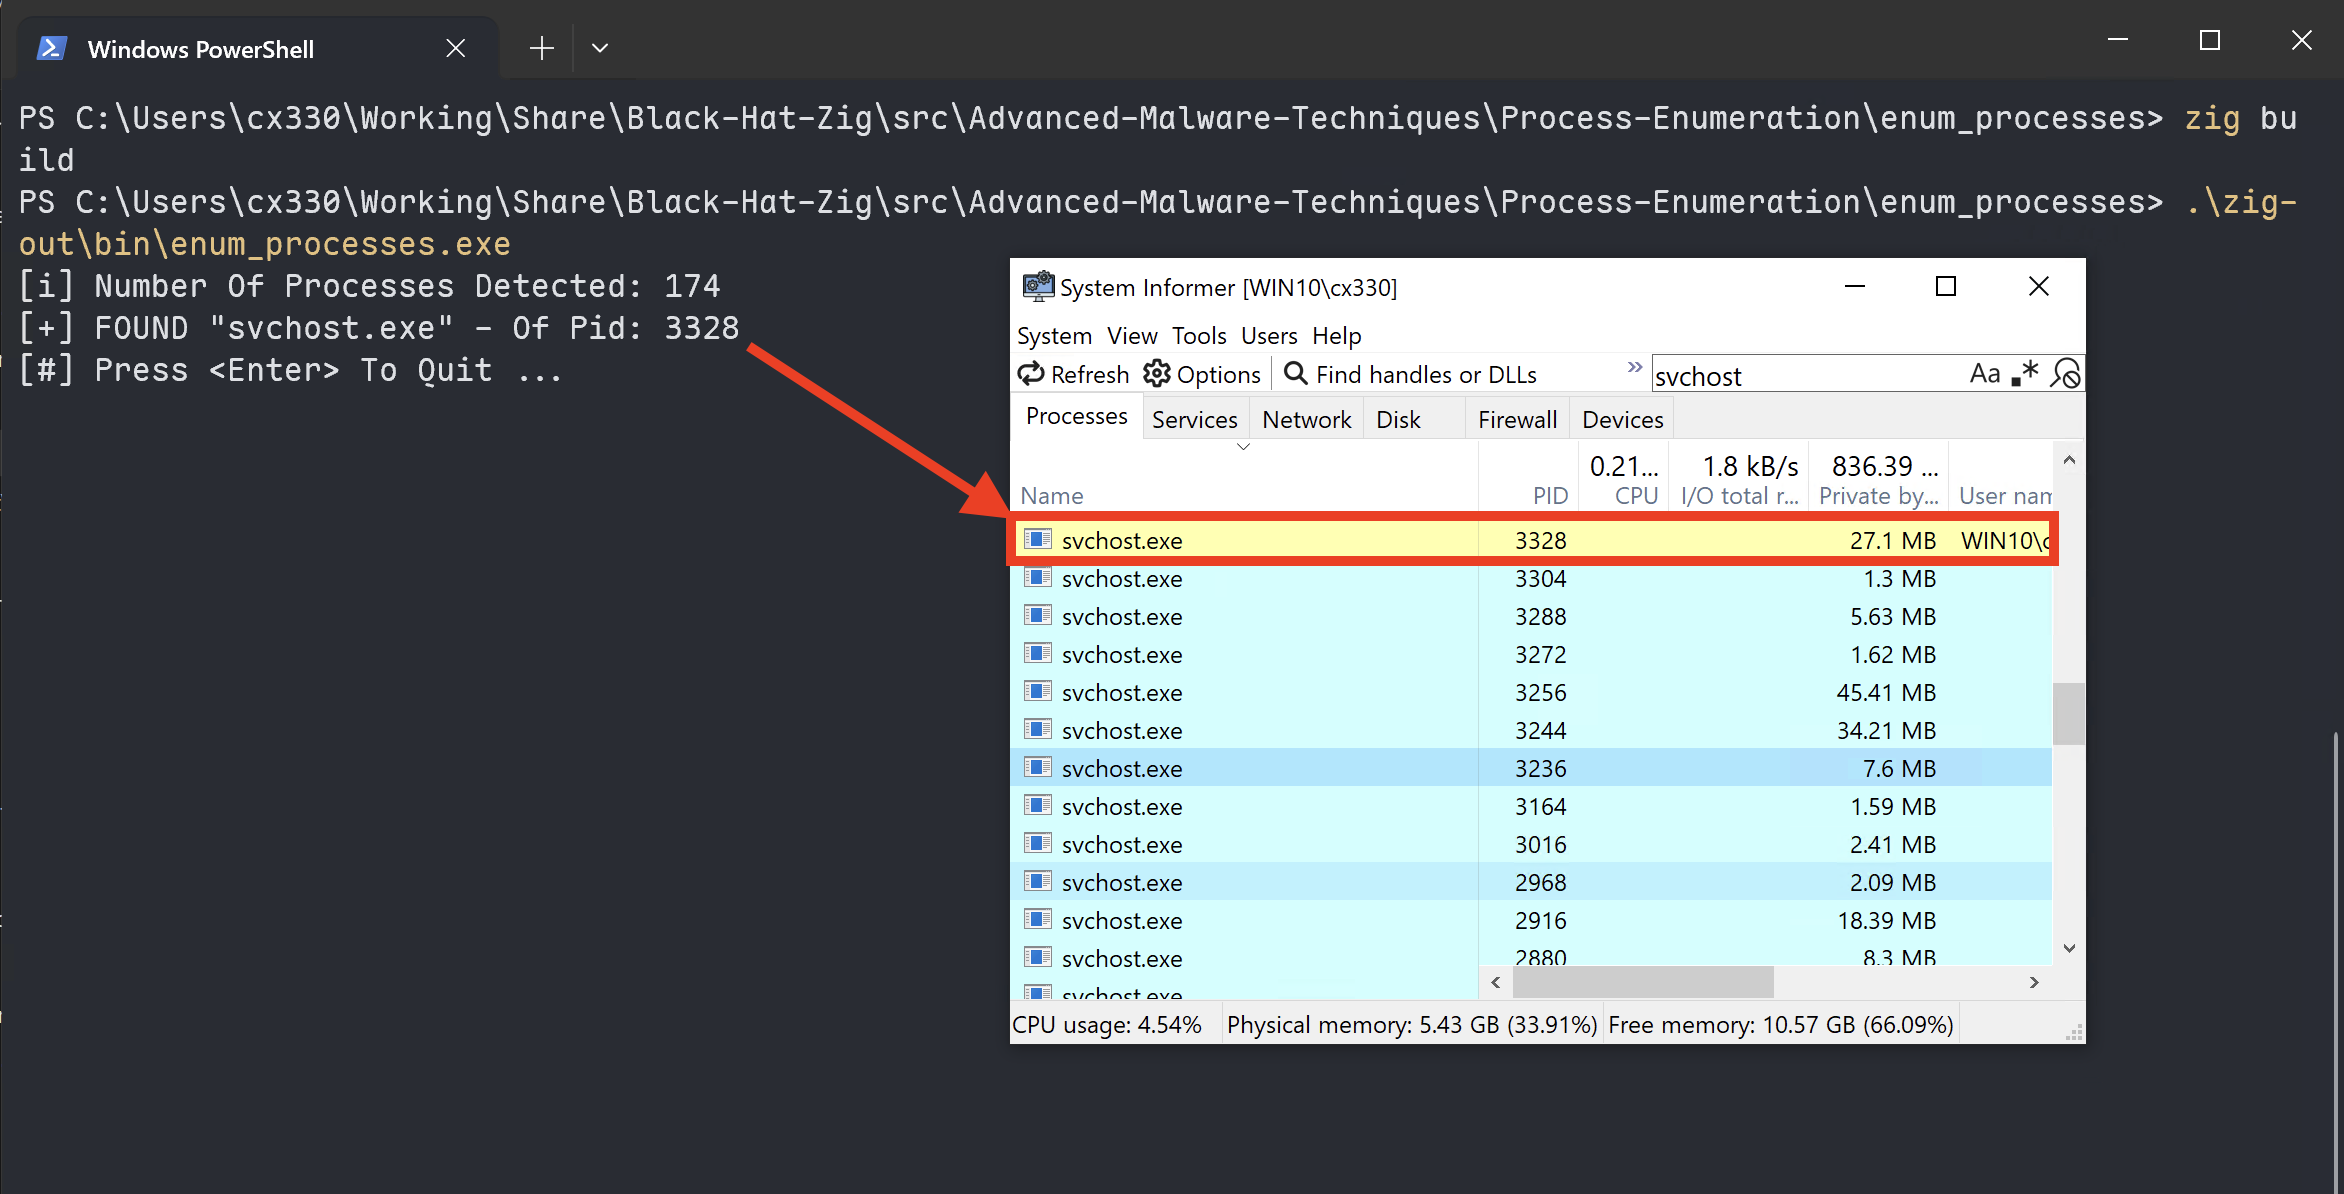 Windows PowerShell
PS C:\Users\cx330\Working\Share\Black-Hat-Zig\src\Advanced-Malware-Techniques\Process-Enumeration\enum_processes> zig bu
ild
PS C:\Users\cx330\Working\Share\Black-Hat-Zig\src\Advanced-Malware-Techniques\Process-Enumeration\enum_processes> .\zig-
out\bin\enum_processes.exe
[i] Number Of Processes Detected: 174
[+] FOUND "svchost.exe" - Of Pid: 3328
[#] Press <Enter> To Quit ...
System Informer [WIN10\cx330]
System View Tools Users Help
Refresh Options Find handles or DLLs » svchost Aa .*
Processes Services Network Disk Firewall Devices
0.21... 1.8 kB/s 836.39 ...
Name PID CPU I/O total r... Private by... User nam
svchost.exe 3328 27.1 MB WIN10\c
svchost.exe 3304 1.3 MB
svchost.exe 3288 5.63 MB
svchost.exe 3272 1.62 MB
svchost.exe 3256 45.41 MB
svchost.exe 3244 34.21 MB
svchost.exe 3236 7.6 MB
svchost.exe 3164 1.59 MB
svchost.exe 3016 2.41 MB
svchost.exe 2968 2.09 MB
svchost.exe 2916 18.39 MB
svchost.exe 2880 8.3 MB
svchost.exe
CPU usage: 4.54% Physical memory: 5.43 GB (33.91%) Free memory: 10.57 GB (66.09%)